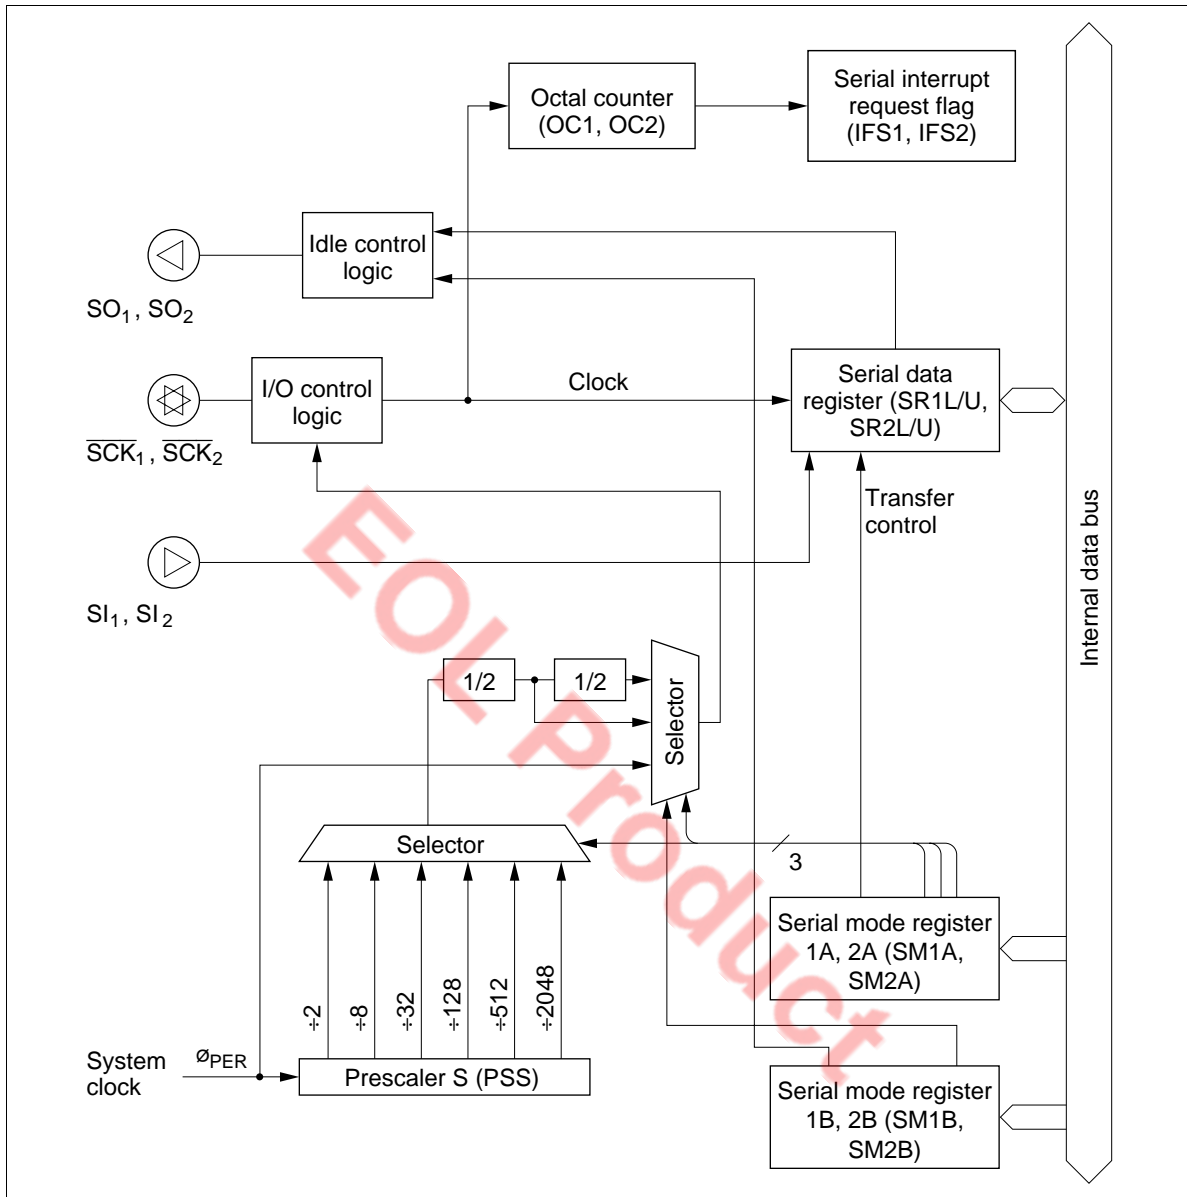 Octal counter
(OC1, OC2)
Serial interrupt
request flag
(IFS1, IFS2)
Idle control
logic
SO1, SO2
I/O control
logic
Clock
Serial data
register (SR1L/U,
SR2L/U)
S̅C̅K̅1, S̅C̅K̅2
Transfer
control
SI1, SI2
Internal data bus
1/2
1/2
Selector
Selector
3
Serial mode register
1A, 2A (SM1A,
SM2A)
÷2
÷8
÷32
÷128
÷512
÷2048
System
clock
øPER
Prescaler S (PSS)
Serial mode register
1B, 2B (SM1B,
SM2B)
EOL Product